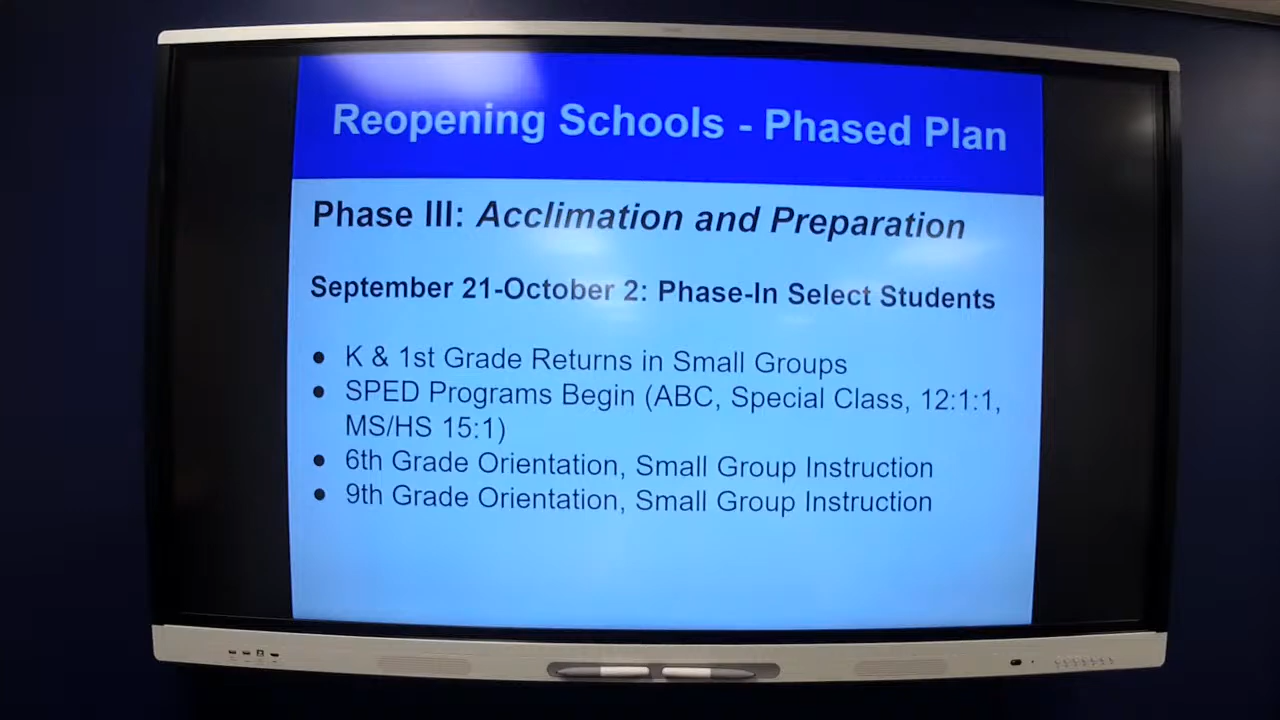 Reopening Schools - Phased Plan
Phase III: Acclimation and Preparation
September 21-October 2: Phase-In Select Students
● K & 1st Grade Returns in Small Groups
● SPED Programs Begin (ABC, Special Class, 12:1:1,
MS/HS 15:1)
● 6th Grade Orientation, Small Group Instruction
● 9th Grade Orientation, Small Group Instruction